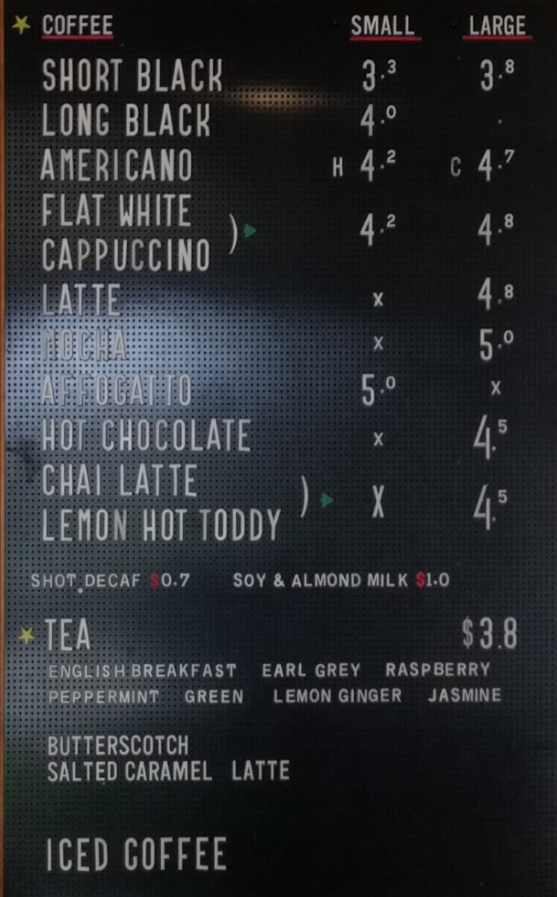 COFFEE SMALL LARGE
SHORT BLACK 3.3 3.8
LONG BLACK 4.0 .
AMERICANO H 4.2 C 4.7
FLAT WHITE
) 4.2 4.8
CAPPUCCINO
LATTE x 4.8
MOCHA x 5.0
AFFOGATTO 5.0 x
HOT CHOCOLATE x 4.5
CHAI LATTE
) X 4.5
LEMON HOT TODDY
SHOT DECAF $0.7 SOY & ALMOND MILK $1.0
TEA $3.8
ENGLISH BREAKFAST EARL GREY RASPBERRY
PEPPERMINT GREEN LEMON GINGER JASMINE
BUTTERSCOTCH
SALTED CARAMEL LATTE
ICED COFFEE